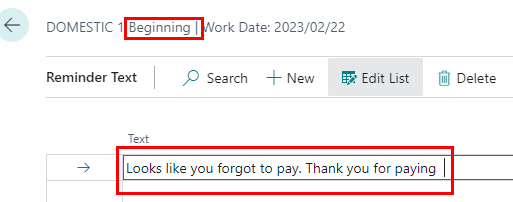 DOMESTIC 1 Beginning | Work Date: 2023/02/22
Reminder Text Search + New Edit List Delete
Text
Looks like you forgot to pay. Thank you for paying